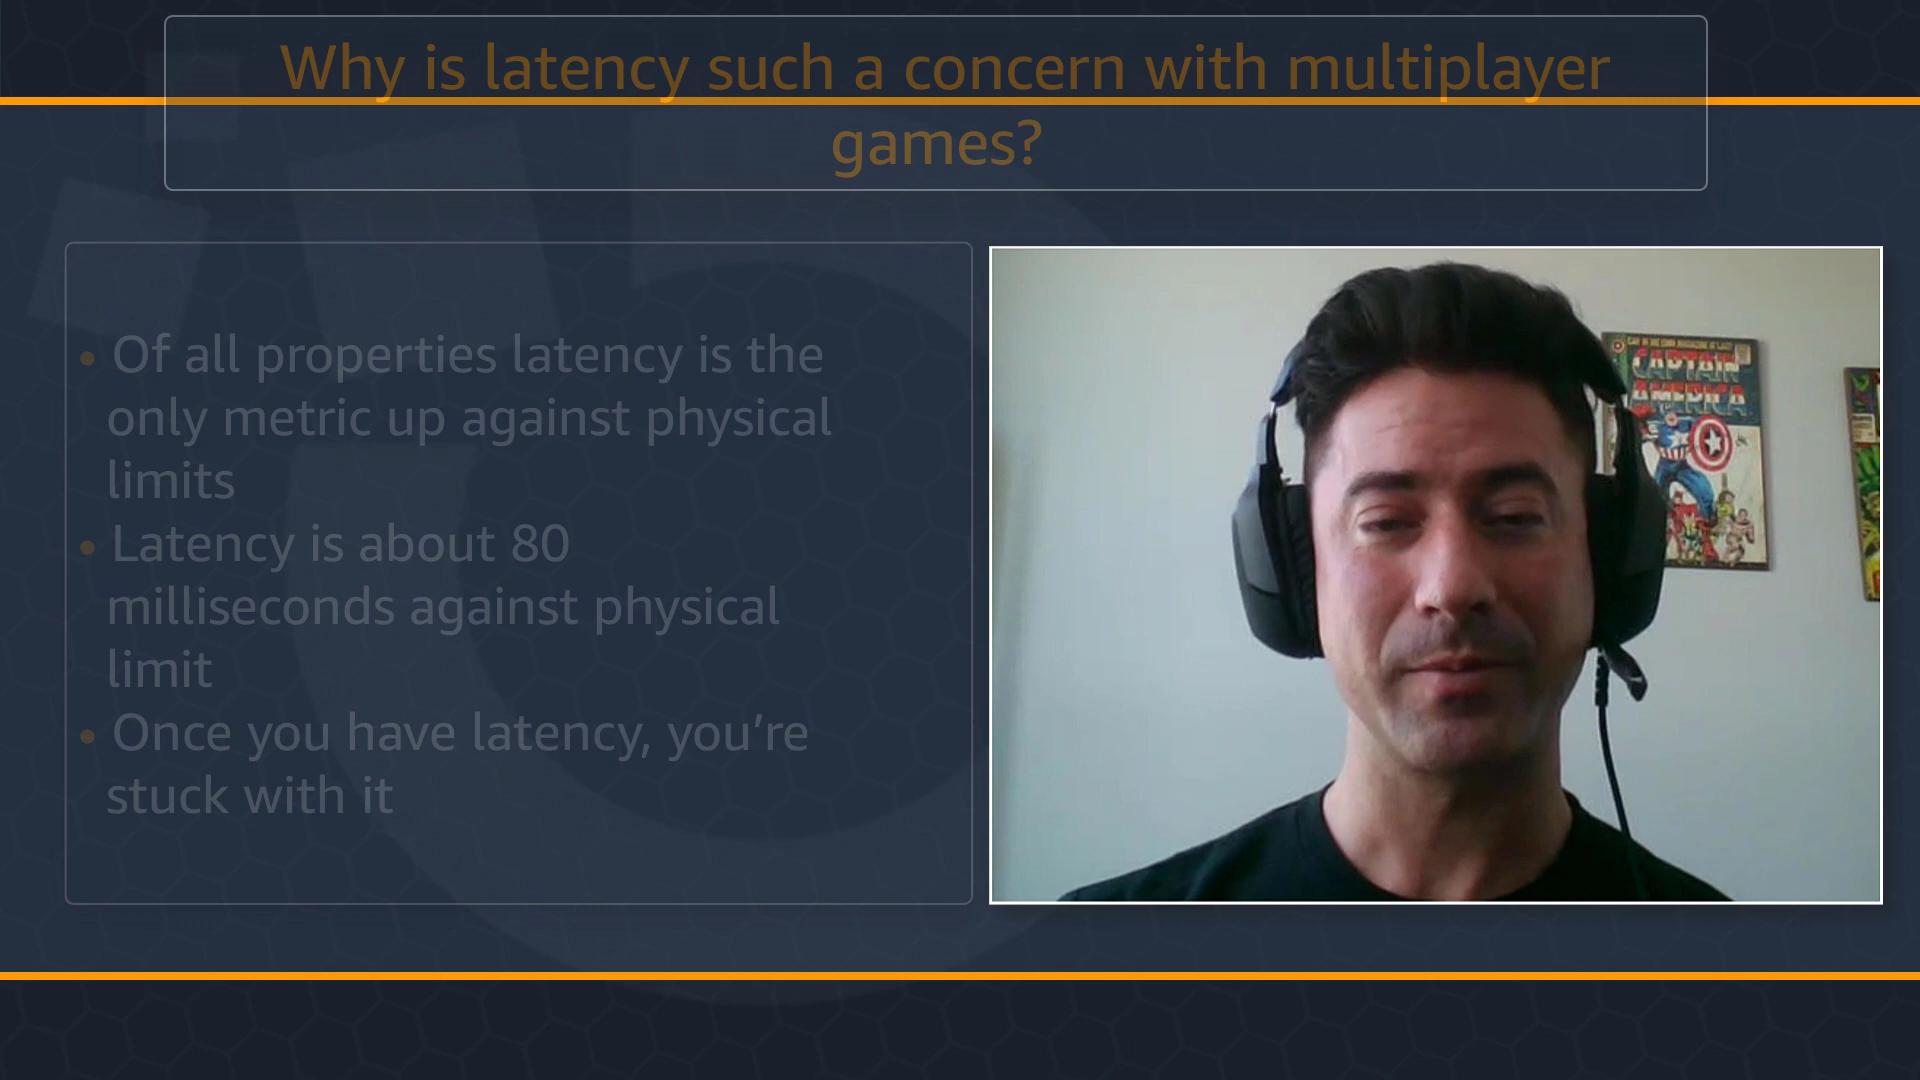 Why is latency such a concern with multiplayer
games?
• Of all properties latency is the
only metric up against physical
limits
• Latency is about 80
milliseconds against physical
limit
• Once you have latency, you’re
stuck with it
CAPTAIN
AMERICA